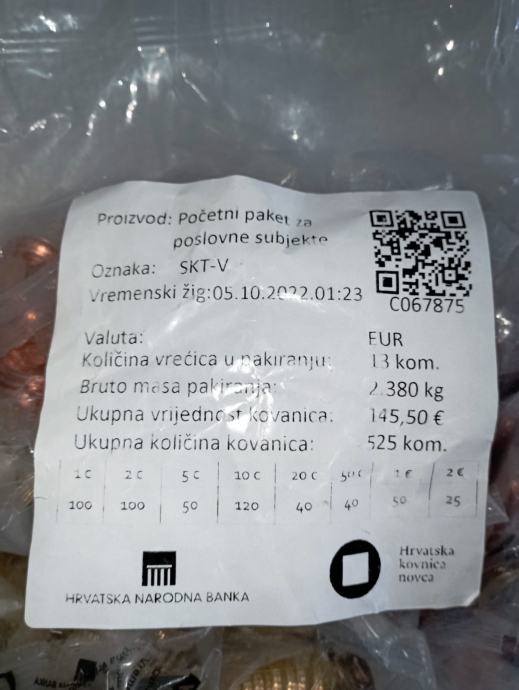 Proizvod: Početni paket za
poslovne subjekte
Oznaka: SKT-V
Vremenski žig:05.10.2022.01:23
C067875
Valuta: EUR
Količina vrećica u pakiranju: 13 kom.
Bruto masa pakiranja: 2.380 kg
Ukupna vrijednost kovanica: 145,50 €
Ukupna količina kovanica: 525 kom.
1 c 2 c 5 c 10 c 20 c 50 c 1 € 2 €
100 100 50 120 40 40 50 25
HRVATSKA NARODNA BANKA
Hrvatska
kovnica
novca